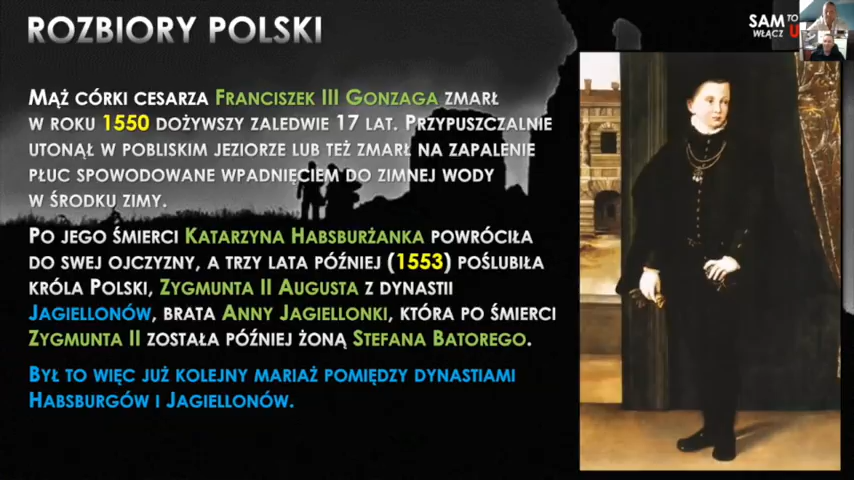 ROZBIORY POLSKI
SAM TO
WŁĄCZ
MĄŻ CÓRKI CESARZA FRANCISZEK III GONZAGA ZMARŁ
W ROKU 1550 DOŻYWSZY ZALEDWIE 17 LAT. PRZYPUSZCZALNIE
UTONĄŁ W POBLISKIM JEZIORZE LUB TEŻ ZMARŁ NA ZAPALENIE
PŁUC SPOWODOWANE WPADNIĘCIEM DO ZIMNEJ WODY
W ŚRODKU ZIMY.
PO JEGO ŚMIERCI KATARZYNA HABSBURŻANKA POWRÓCIŁA
DO SWEJ OJCZYZNY, A TRZY LATA PÓŹNIEJ (1553) POŚLUBIŁA
KRÓLA POLSKI, ZYGMUNTA II AUGUSTA Z DYNASTII
JAGIELLONÓW, BRATA ANNY JAGIELLONKI, KTÓRA PO ŚMIERCI
ZYGMUNTA II ZOSTAŁA PÓŹNIEJ ŻONĄ STEFANA BATOREGO.
BYŁ TO WIĘC JUŻ KOLEJNY MARIAŻ POMIĘDZY DYNASTIAMI
HABSBURGÓW I JAGIELLONÓW.